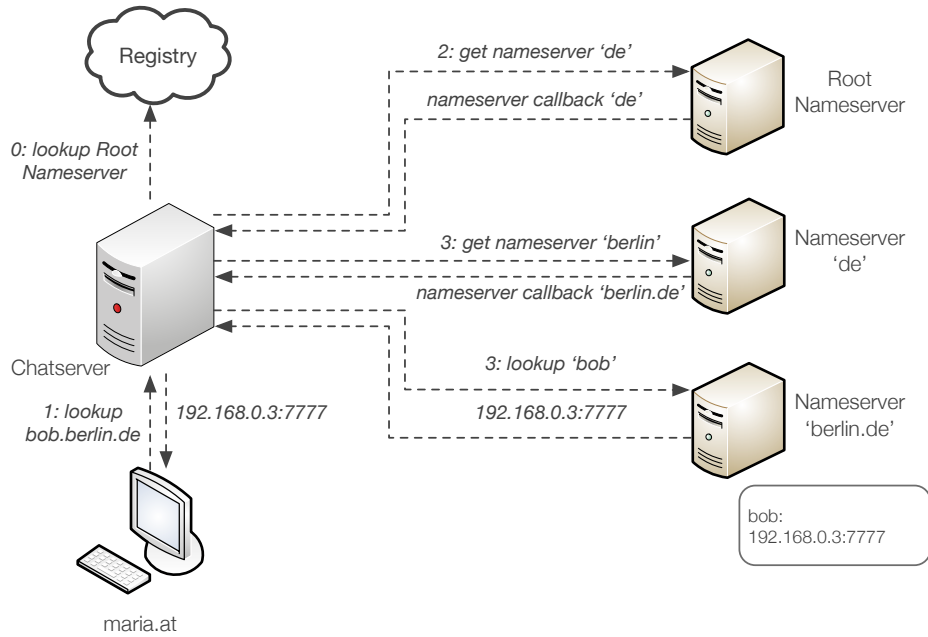 Registry
2: get nameserver ‘de’
nameserver callback ‘de’
Root
Nameserver
0: lookup Root
Nameserver
3: get nameserver ‘berlin’
nameserver callback ‘berlin.de’
Nameserver
‘de’
Chatserver
3: lookup ‘bob’
192.168.0.3:7777
Nameserver
‘berlin.de’
1: lookup
bob.berlin.de
192.168.0.3:7777
bob:
192.168.0.3:7777
maria.at